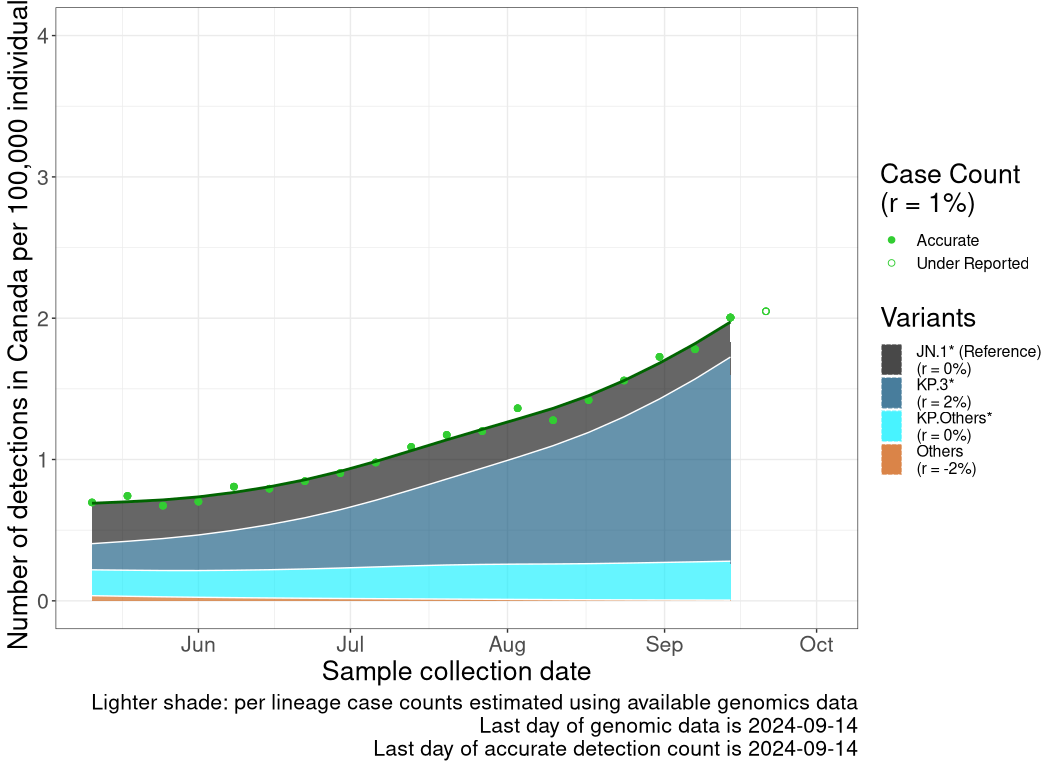 Number of detections in Canada per 100,000 individual
4
3
2
1
0
Jun Jul Aug Sep Oct
Sample collection date
Lighter shade: per lineage case counts estimated using available genomics data
Last day of genomic data is 2024-09-14
Last day of accurate detection count is 2024-09-14
Case Count
(r = 1%)
Accurate
Under Reported
Variants
JN.1* (Reference)
(r = 0%)
KP.3*
(r = 2%)
KP.Others*
(r = 0%)
Others
(r = -2%)